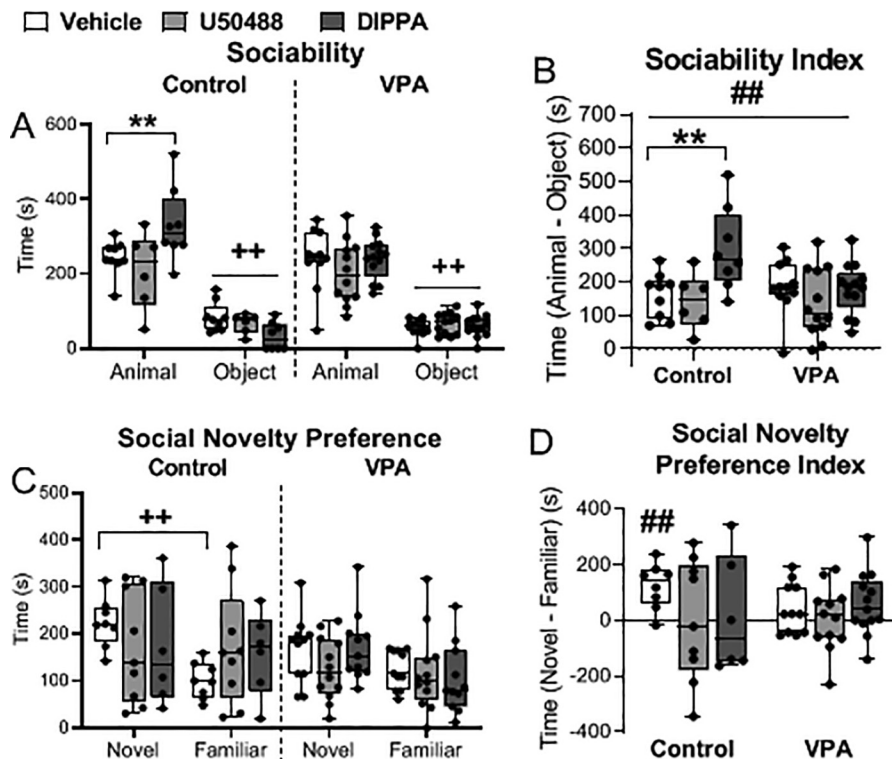 Vehicle U50488 DIPPA
Sociability
Control VPA
A
**
++
++
Time (s)
600
400
200
0
Animal Object Animal Object
B
Sociability Index
##
**
Time (Animal - Object) (s)
700
600
500
400
300
200
100
0
Control VPA
Social Novelty Preference
Control VPA
C
++
Time (s)
500
400
300
200
100
0
Novel Familiar Novel Familiar
D
Social Novelty
Preference Index
##
Time (Novel - Familiar) (s)
400
200
0
-200
-400
Control VPA